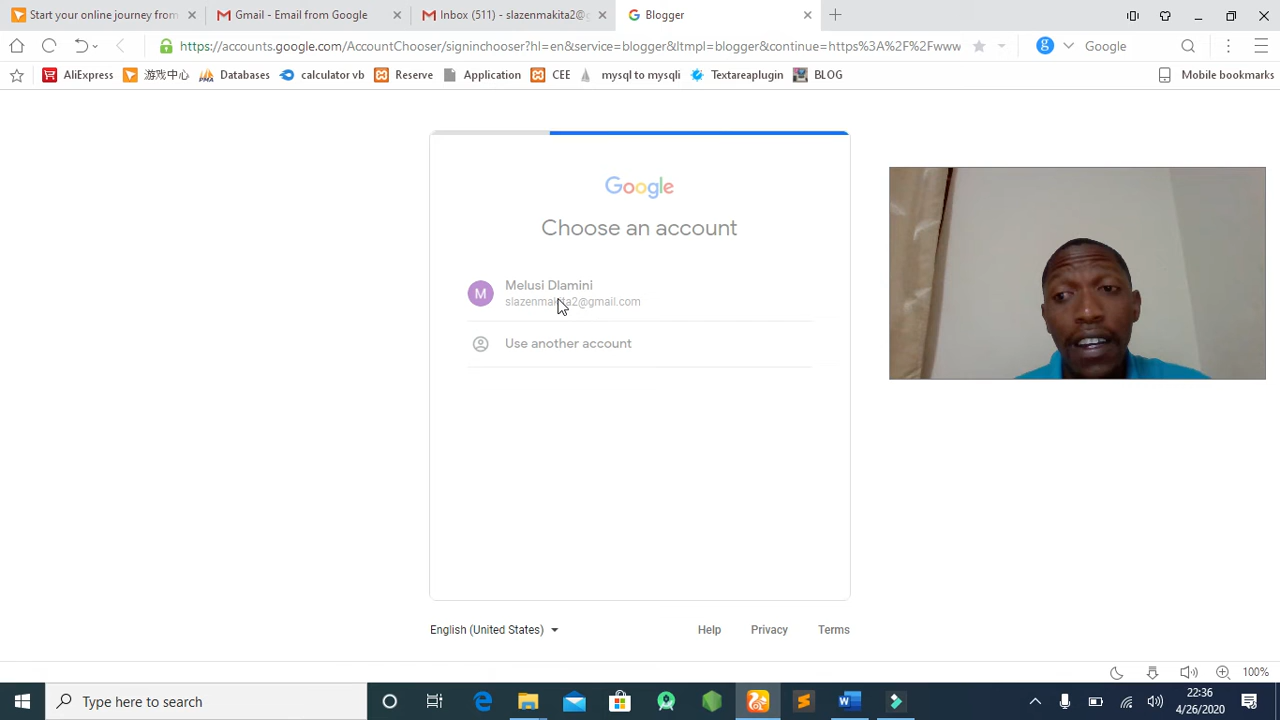 Start your online journey from
Gmail - Email from Google
Inbox (511) - slazenmakita2@g
Blogger
https://accounts.google.com/AccountChooser/signinchooser?hl=en&service=blogger&ltmpl=blogger&continue=https%3A%2F%2Fwww
Google
AliExpress
游戏中心
Databases
calculator vb
Reserve
Application
CEE
mysql to mysqli
Textareaplugin
BLOG
Mobile bookmarks
Google
Choose an account
M
Melusi Dlamini
slazenmakita2@gmail.com
Use another account
English (United States)
Help
Privacy
Terms
100%
Type here to search
22:36
4/26/2020